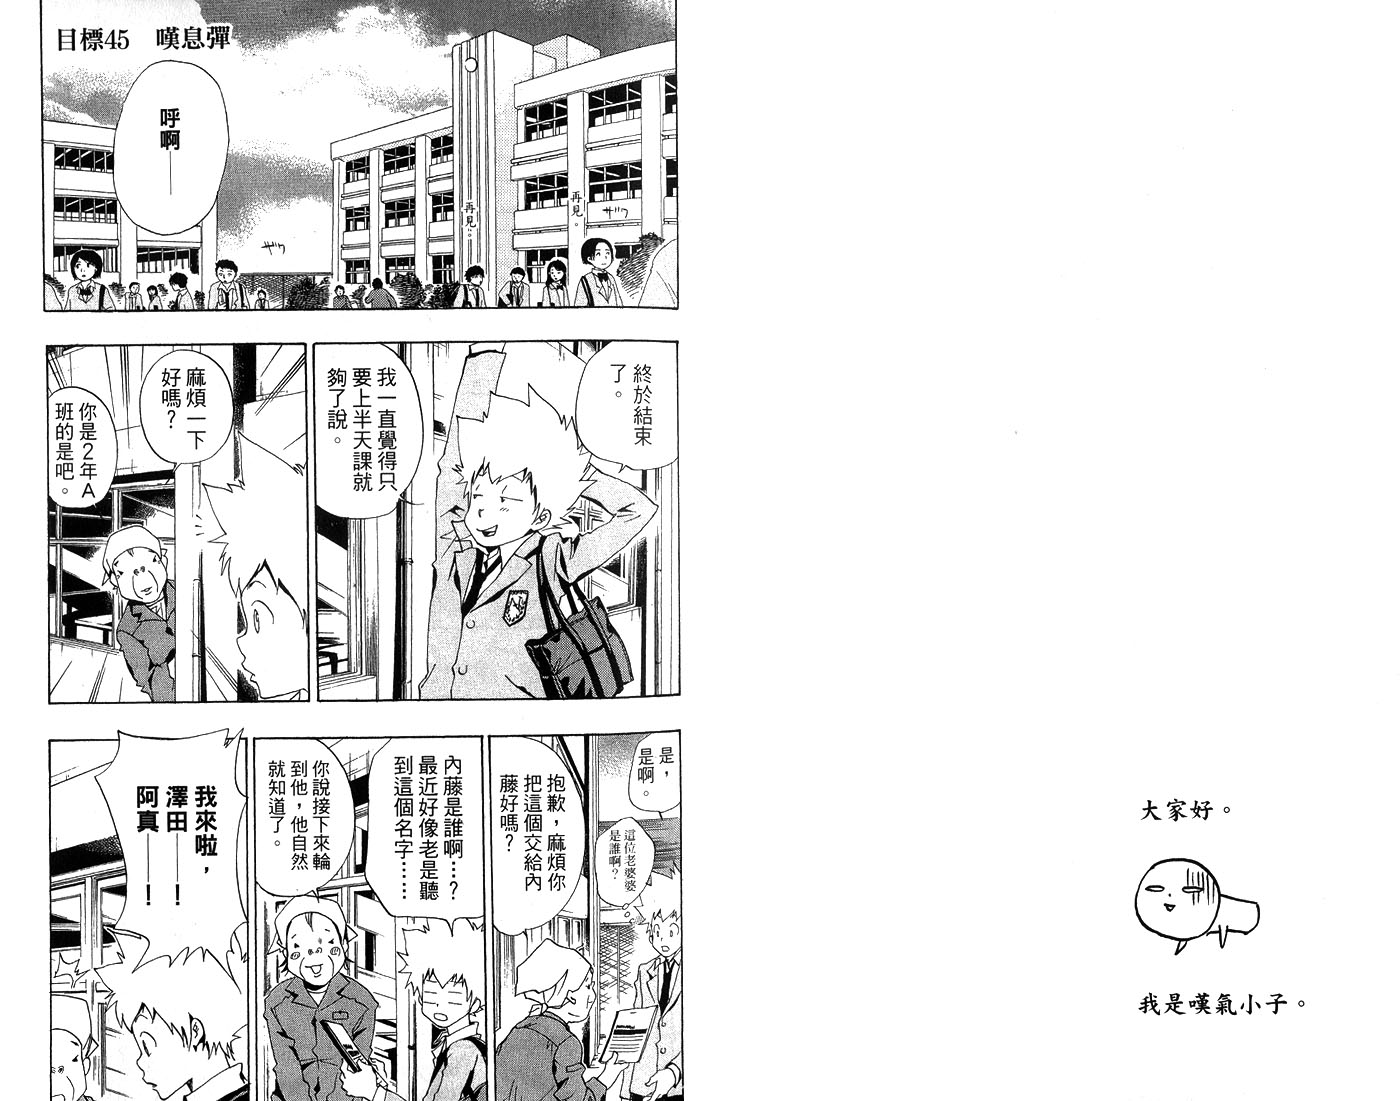 大家好。
我是嘆氣小子。
目標45　嘆息彈
再見。
ザワ
再見。
ザワ
呼啊——
終於結束
了。
我一直覺得只
要上半天課就
夠了說。
麻煩一下
好嗎？
你是2年A
班的是吧。
是，
是啊。
這位老婆婆
是誰啊？
抱歉，麻煩你
把這個交給內
藤好嗎？
內藤是誰啊…？
最近好像老是聽
到這個名字……
你說接下來輪
到他，他自然
就知道了。
我來啦，
澤田——！
阿真——！